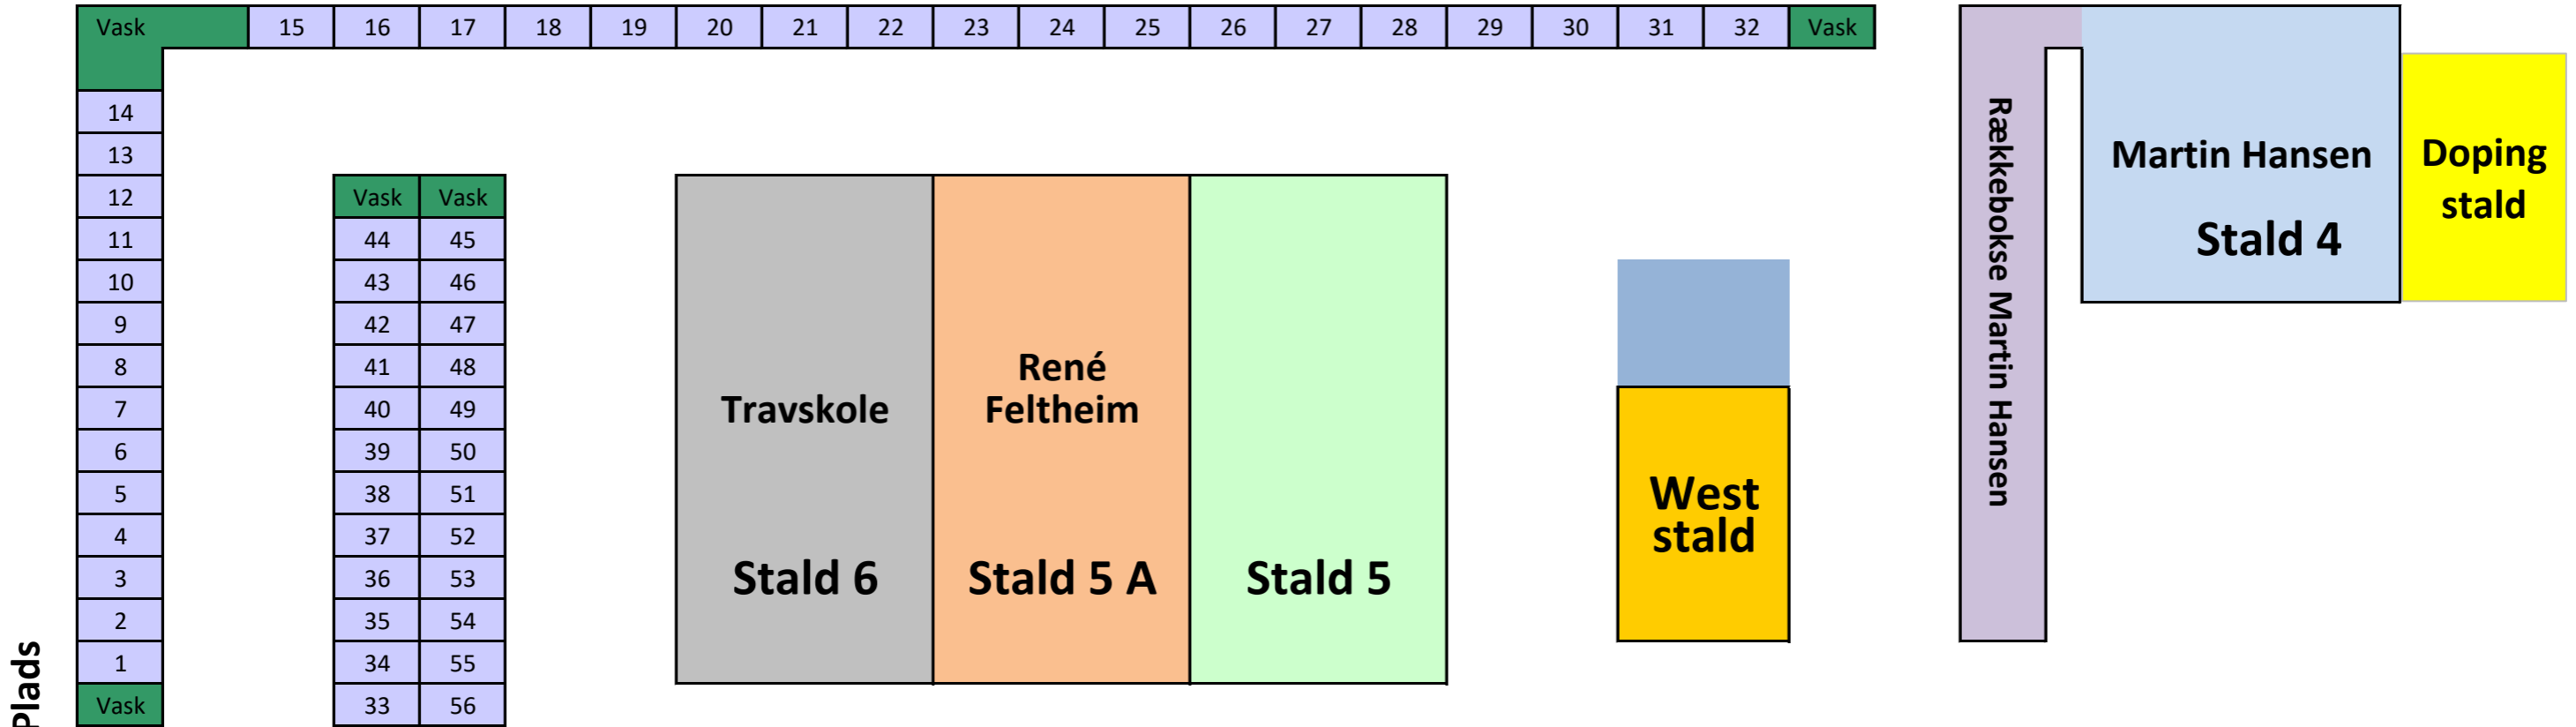 Vask 15 16 17 18 19 20 21 22 23 24 25 26 27 28 29 30 31 32 Vask
14
13
12 Vask Vask
11 44 45
10 43 46
9 42 47
8 41 48
7 40 49
6 39 50
5 38 51
4 37 52
3 36 53
2 35 54
1 34 55
Vask 33 56
Plads
Travskole
Stald 6
René
Feltheim
Stald 5 A
Stald 5
West
stald
Rækkebokse Martin Hansen
Martin Hansen
Stald 4
Doping
stald